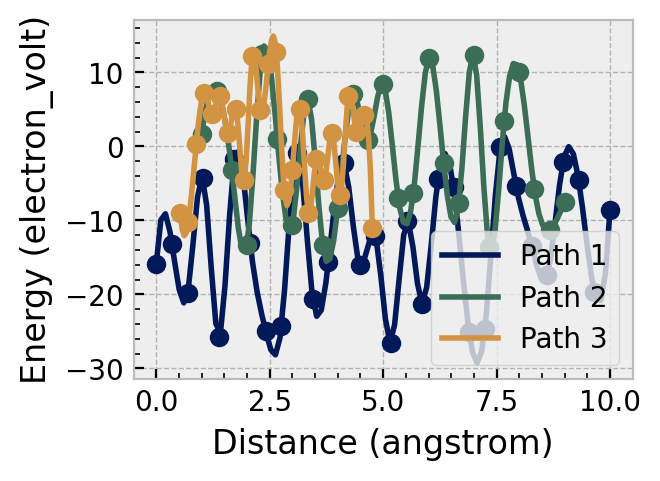 Energy (electron_volt)
10
0
−10
−20
−30
Path 1
Path 2
Path 3
0.0 2.5 5.0 7.5 10.0
Distance (angstrom)